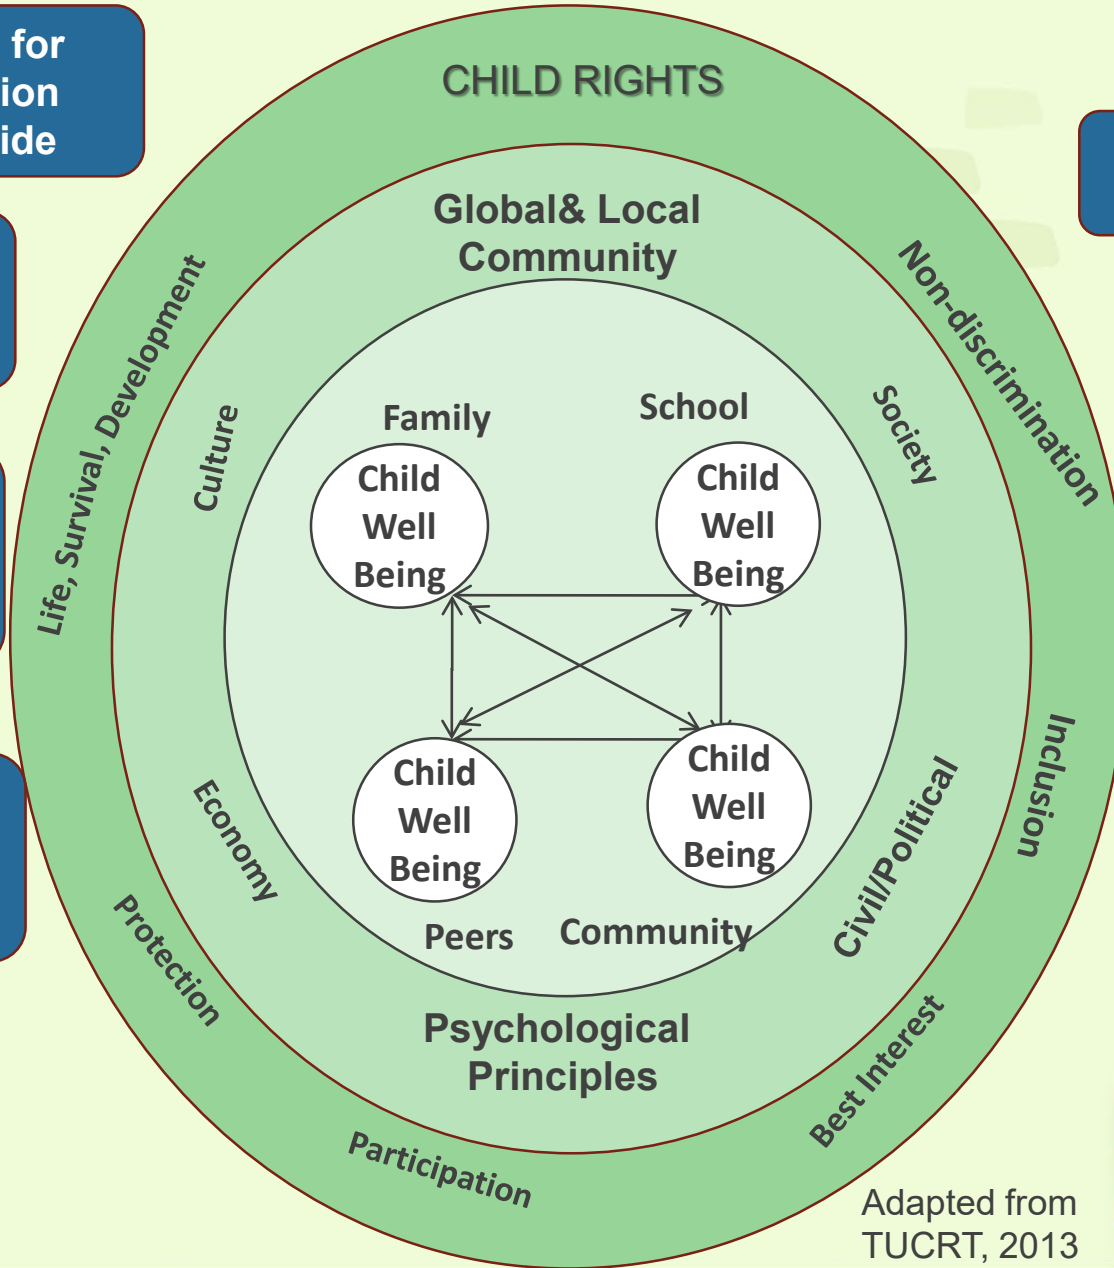 for
ion
ide
CHILD RIGHTS
Global& Local
Community
Life, Survival, Development
Non-discrimination
Culture
Society
Family
School
Child
Well
Being
Child
Well
Being
Child
Well
Being
Child
Well
Being
Peers
Community
Economy
Civil/Political
Inclusion
Protection
Psychological
Principles
Best Interest
Participation
Adapted from
TUCRT, 2013